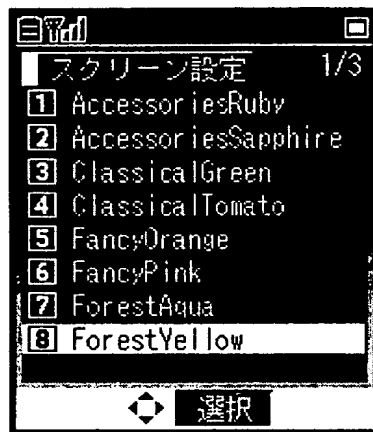 スクリーン設定 1/3
1 AccessoriesRuby
2 AccessoriesSapphire
3 ClassicalGreen
4 ClassicalTomato
5 FancyOrange
6 FancyPink
7 ForestAqua
8 ForestYellow
選択